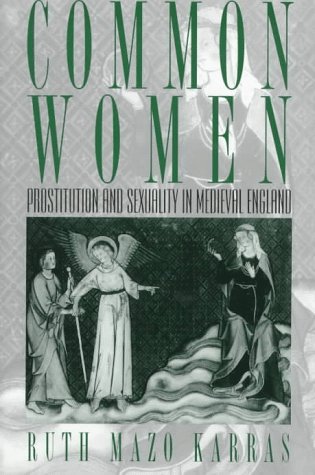 COMMON
WOMEN
PROSTITUTION AND SEXUALITY IN MEDIEVAL ENGLAND
RUTH MAZO KARRAS